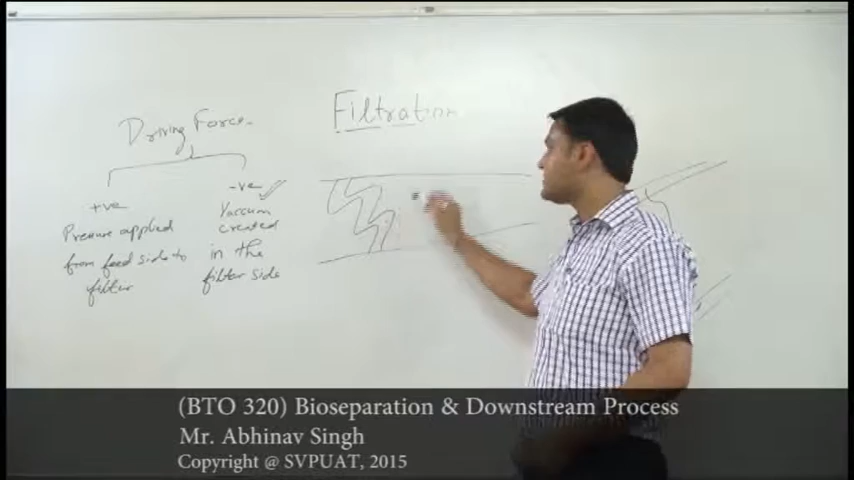 Filtration
Driving Force
+ve
Pressure applied
from feed side to
filter
-ve
Vaccum
created
in the
filter side
(BTO 320) Bioseparation & Downstream Process
Mr. Abhinav Singh
Copyright @ SVPUAT, 2015